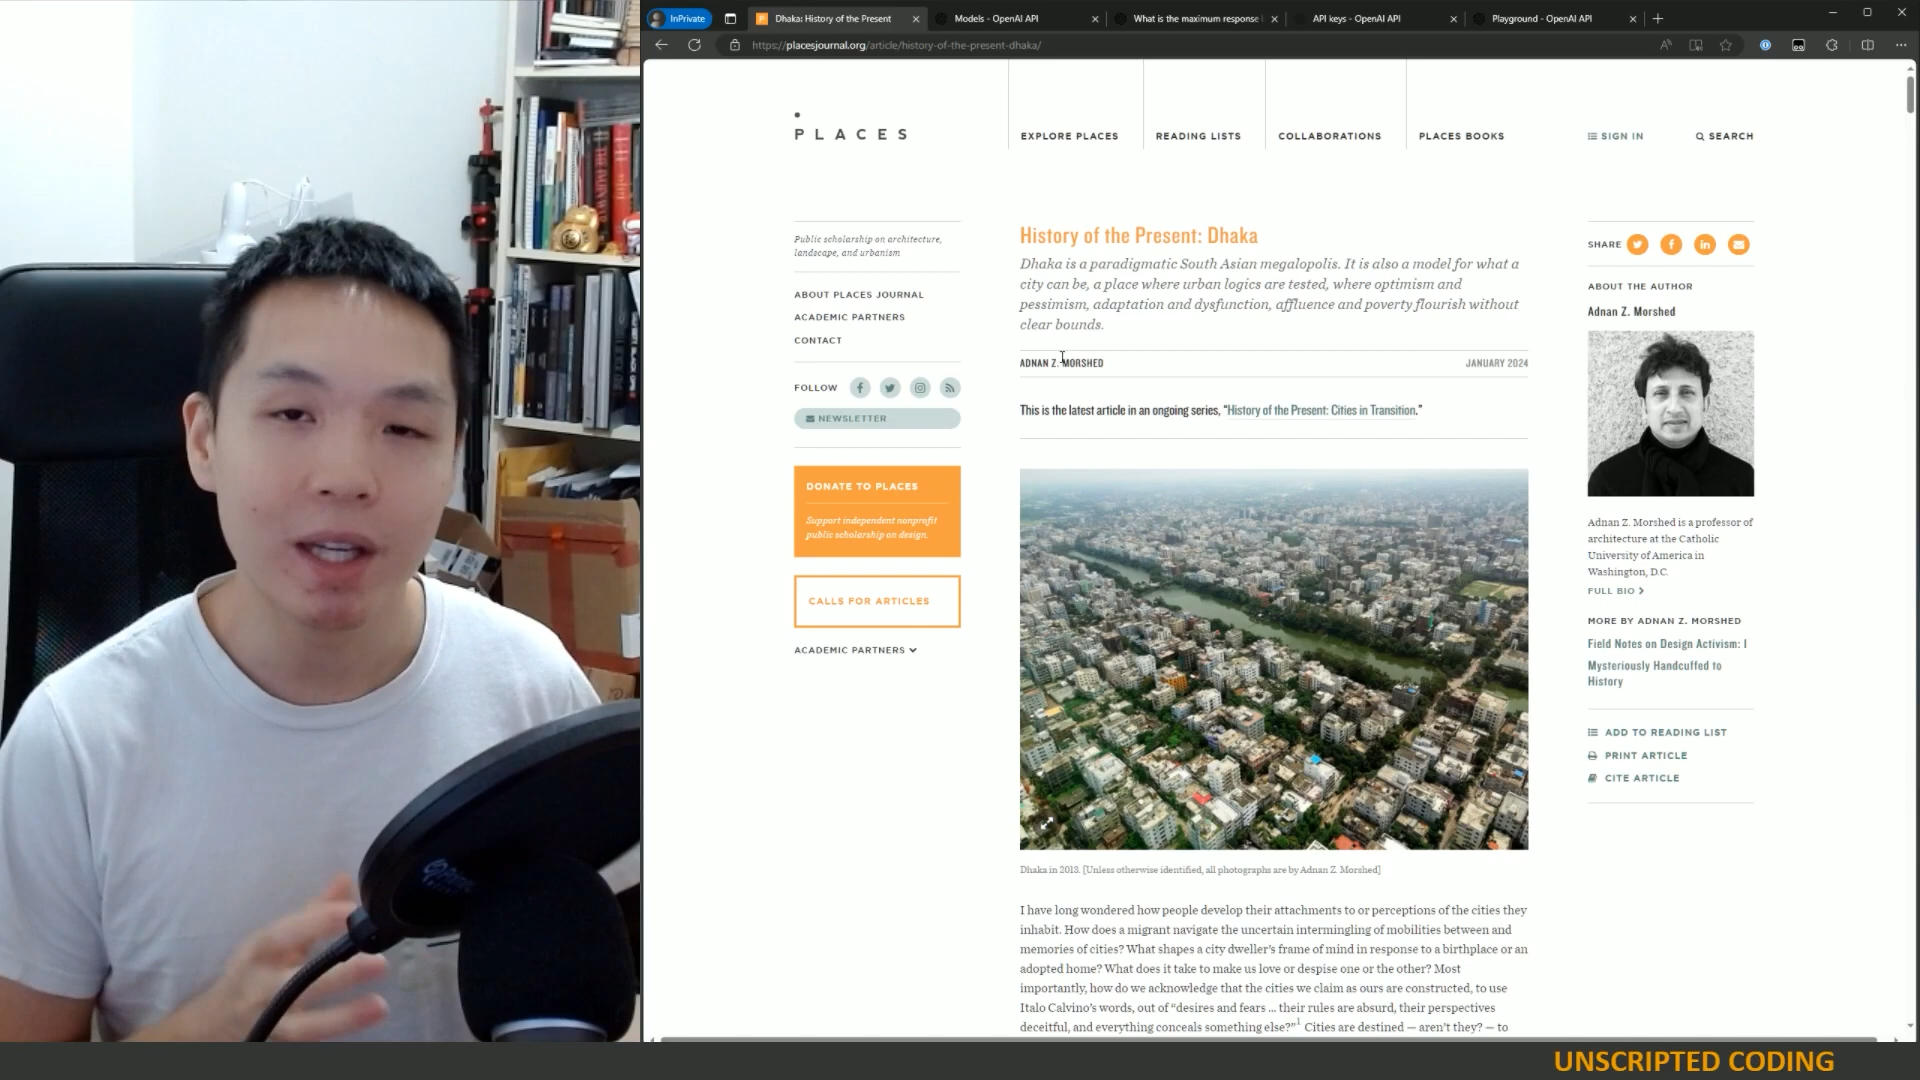 InPrivate
Dhaka: History of the Present
Models - OpenAI API
What is the maximum response
API keys - OpenAI API
Playground - OpenAI API
https://placesjournal.org/article/history-of-the-present-dhaka/
PLACES
EXPLORE PLACES
READING LISTS
COLLABORATIONS
PLACES BOOKS
SIGN IN
SEARCH
Public scholarship on architecture,
landscape, and urbanism
ABOUT PLACES JOURNAL
ACADEMIC PARTNERS
CONTACT
FOLLOW
NEWSLETTER
DONATE TO PLACES
Support independent nonprofit
public scholarship on design.
CALLS FOR ARTICLES
ACADEMIC PARTNERS
History of the Present: Dhaka
Dhaka is a paradigmatic South Asian megalopolis. It is also a model for what a
city can be, a place where urban logics are tested, where optimism and
pessimism, adaptation and dysfunction, affluence and poverty flourish without
clear bounds.
ADNAN Z. MORSHED
JANUARY 2024
This is the latest article in an ongoing series, “History of the Present: Cities in Transition.”
Dhaka in 2013. [Unless otherwise identified, all photographs are by Adnan Z. Morshed]
I have long wondered how people develop their attachments to or perceptions of the cities they
inhabit. How does a migrant navigate the uncertain intermingling of mobilities between and
memories of cities? What shapes a city dweller’s frame of mind in response to a birthplace or an
adopted home? What does it take to make us love or despise one or the other? Most
importantly, how do we acknowledge that the cities we claim as ours are constructed, to use
Italo Calvino’s words, out of “desires and fears ... their rules are absurd, their perspectives
deceitful, and everything conceals something else?”1 Cities are destined — aren’t they? — to
SHARE
ABOUT THE AUTHOR
Adnan Z. Morshed
Adnan Z. Morshed is a professor of
architecture at the Catholic
University of America in
Washington, D.C.
FULL BIO
MORE BY ADNAN Z. MORSHED
Field Notes on Design Activism: 1
Mysteriously Handcuffed to
History
ADD TO READING LIST
PRINT ARTICLE
CITE ARTICLE
UNSCRIPTED CODING